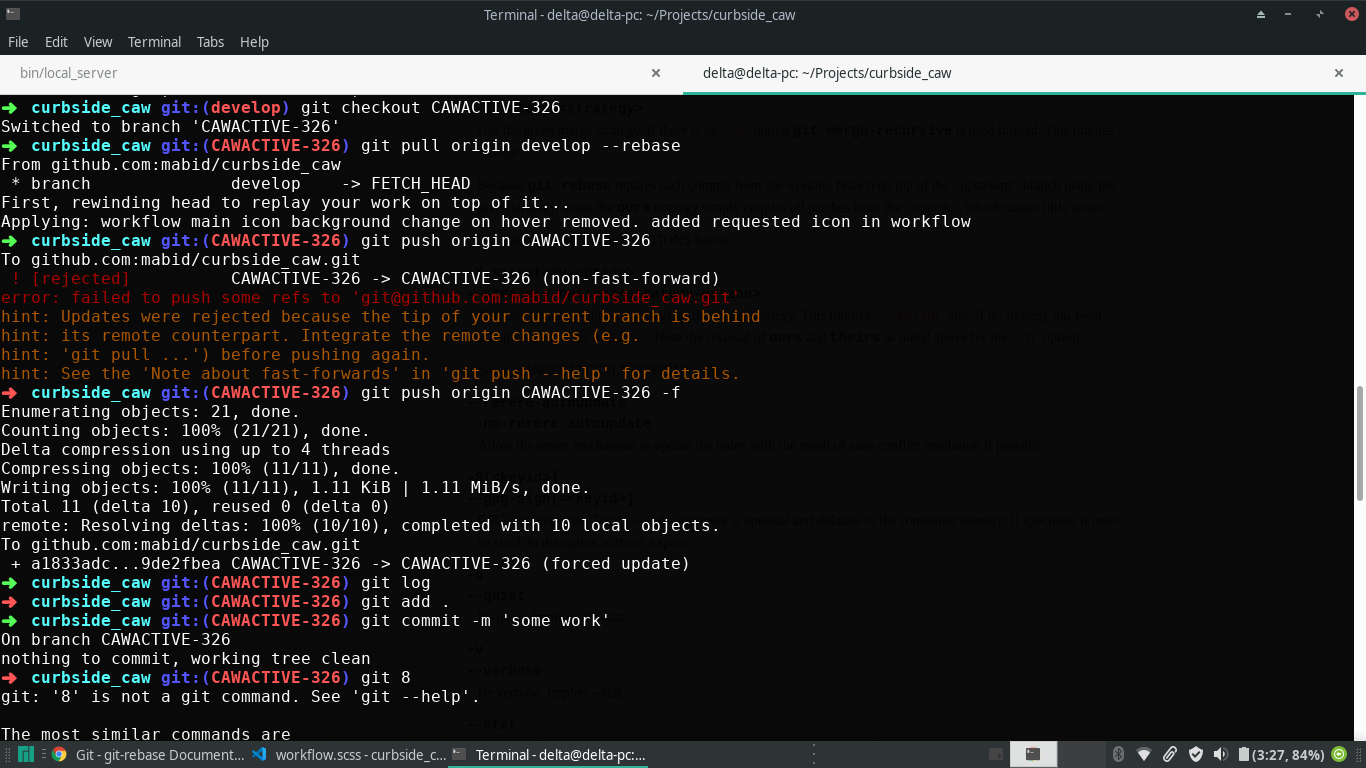 Terminal - delta@delta-pc: ~/Projects/curbside_caw
File Edit View Terminal Tabs Help
bin/local_server
delta@delta-pc: ~/Projects/curbside_caw
➜ curbside_caw git:(develop) git checkout CAWACTIVE-326
Switched to branch 'CAWACTIVE-326'
➜ curbside_caw git:(CAWACTIVE-326) git pull origin develop --rebase
From github.com:mabid/curbside_caw
* branch develop -> FETCH_HEAD
First, rewinding head to replay your work on top of it...
Applying: workflow main icon background change on hover removed. added requested icon in workflow
➜ curbside_caw git:(CAWACTIVE-326) git push origin CAWACTIVE-326
To github.com:mabid/curbside_caw.git
! [rejected] CAWACTIVE-326 -> CAWACTIVE-326 (non-fast-forward)
error: failed to push some refs to 'git@github.com:mabid/curbside_caw.git'
hint: Updates were rejected because the tip of your current branch is behind
hint: its remote counterpart. Integrate the remote changes (e.g.
hint: 'git pull ...') before pushing again.
hint: See the 'Note about fast-forwards' in 'git push --help' for details.
➜ curbside_caw git:(CAWACTIVE-326) git push origin CAWACTIVE-326 -f
Enumerating objects: 21, done.
Counting objects: 100% (21/21), done.
Delta compression using up to 4 threads
Compressing objects: 100% (11/11), done.
Writing objects: 100% (11/11), 1.11 KiB | 1.11 MiB/s, done.
Total 11 (delta 10), reused 0 (delta 0)
remote: Resolving deltas: 100% (10/10), completed with 10 local objects.
To github.com:mabid/curbside_caw.git
+ a1833adc...9de2fbea CAWACTIVE-326 -> CAWACTIVE-326 (forced update)
➜ curbside_caw git:(CAWACTIVE-326) git log
➜ curbside_caw git:(CAWACTIVE-326) git add .
➜ curbside_caw git:(CAWACTIVE-326) git commit -m 'some work'
On branch CAWACTIVE-326
nothing to commit, working tree clean
➜ curbside_caw git:(CAWACTIVE-326) git 8
git: '8' is not a git command. See 'git --help'.
The most similar commands are
Git - git-rebase Document... workflow.scss - curbside_c... Terminal - delta@delta-pc:... (3:27, 84%)